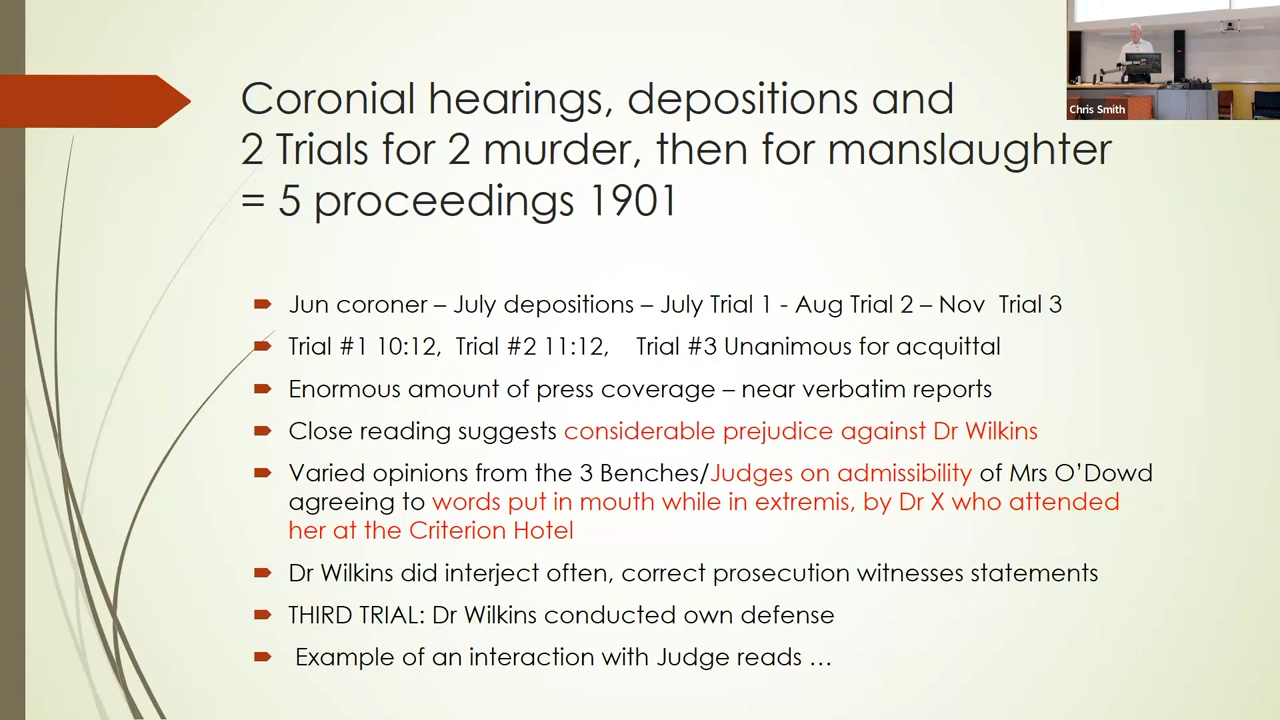 Chris Smith
Coronial hearings, depositions and
2 Trials for 2 murder, then for manslaughter
= 5 proceedings 1901
Jun coroner – July depositions – July Trial 1 - Aug Trial 2 – Nov Trial 3
Trial #1 10:12, Trial #2 11:12, Trial #3 Unanimous for acquittal
Enormous amount of press coverage – near verbatim reports
Close reading suggests considerable prejudice against Dr Wilkins
Varied opinions from the 3 Benches/Judges on admissibility of Mrs O’Dowd
agreeing to words put in mouth while in extremis, by Dr X who attended
her at the Criterion Hotel
Dr Wilkins did interject often, correct prosecution witnesses statements
THIRD TRIAL: Dr Wilkins conducted own defense
Example of an interaction with Judge reads …